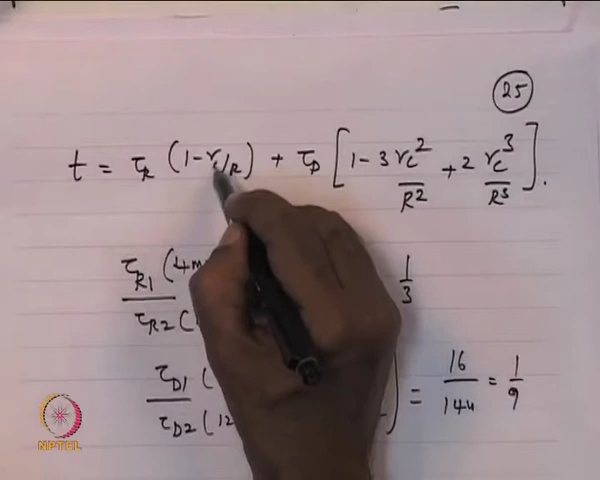 25
t = τR (1 - rc/R) + τD [1 - 3 rc²/R² + 2 rc³/R³].
τR1 (4m
τR2 (
1/3
τD1 (
τD2 (12
= 16/144 = 1/9
NPTEL